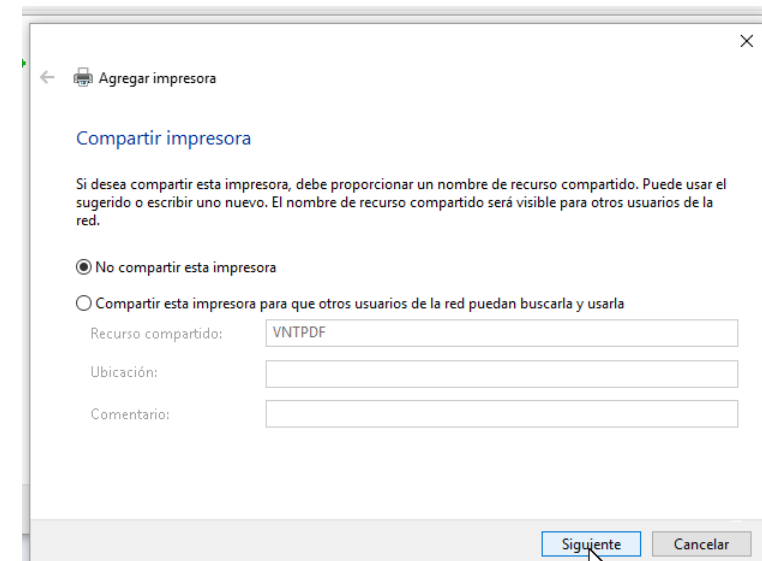 Agregar impresora
Compartir impresora
Si desea compartir esta impresora, debe proporcionar un nombre de recurso compartido. Puede usar el
sugerido o escribir uno nuevo. El nombre de recurso compartido será visible para otros usuarios de la
red.
No compartir esta impresora
Compartir esta impresora para que otros usuarios de la red puedan buscarla y usarla
Recurso compartido: VNTPDF
Ubicación:
Comentario:
Siguiente Cancelar